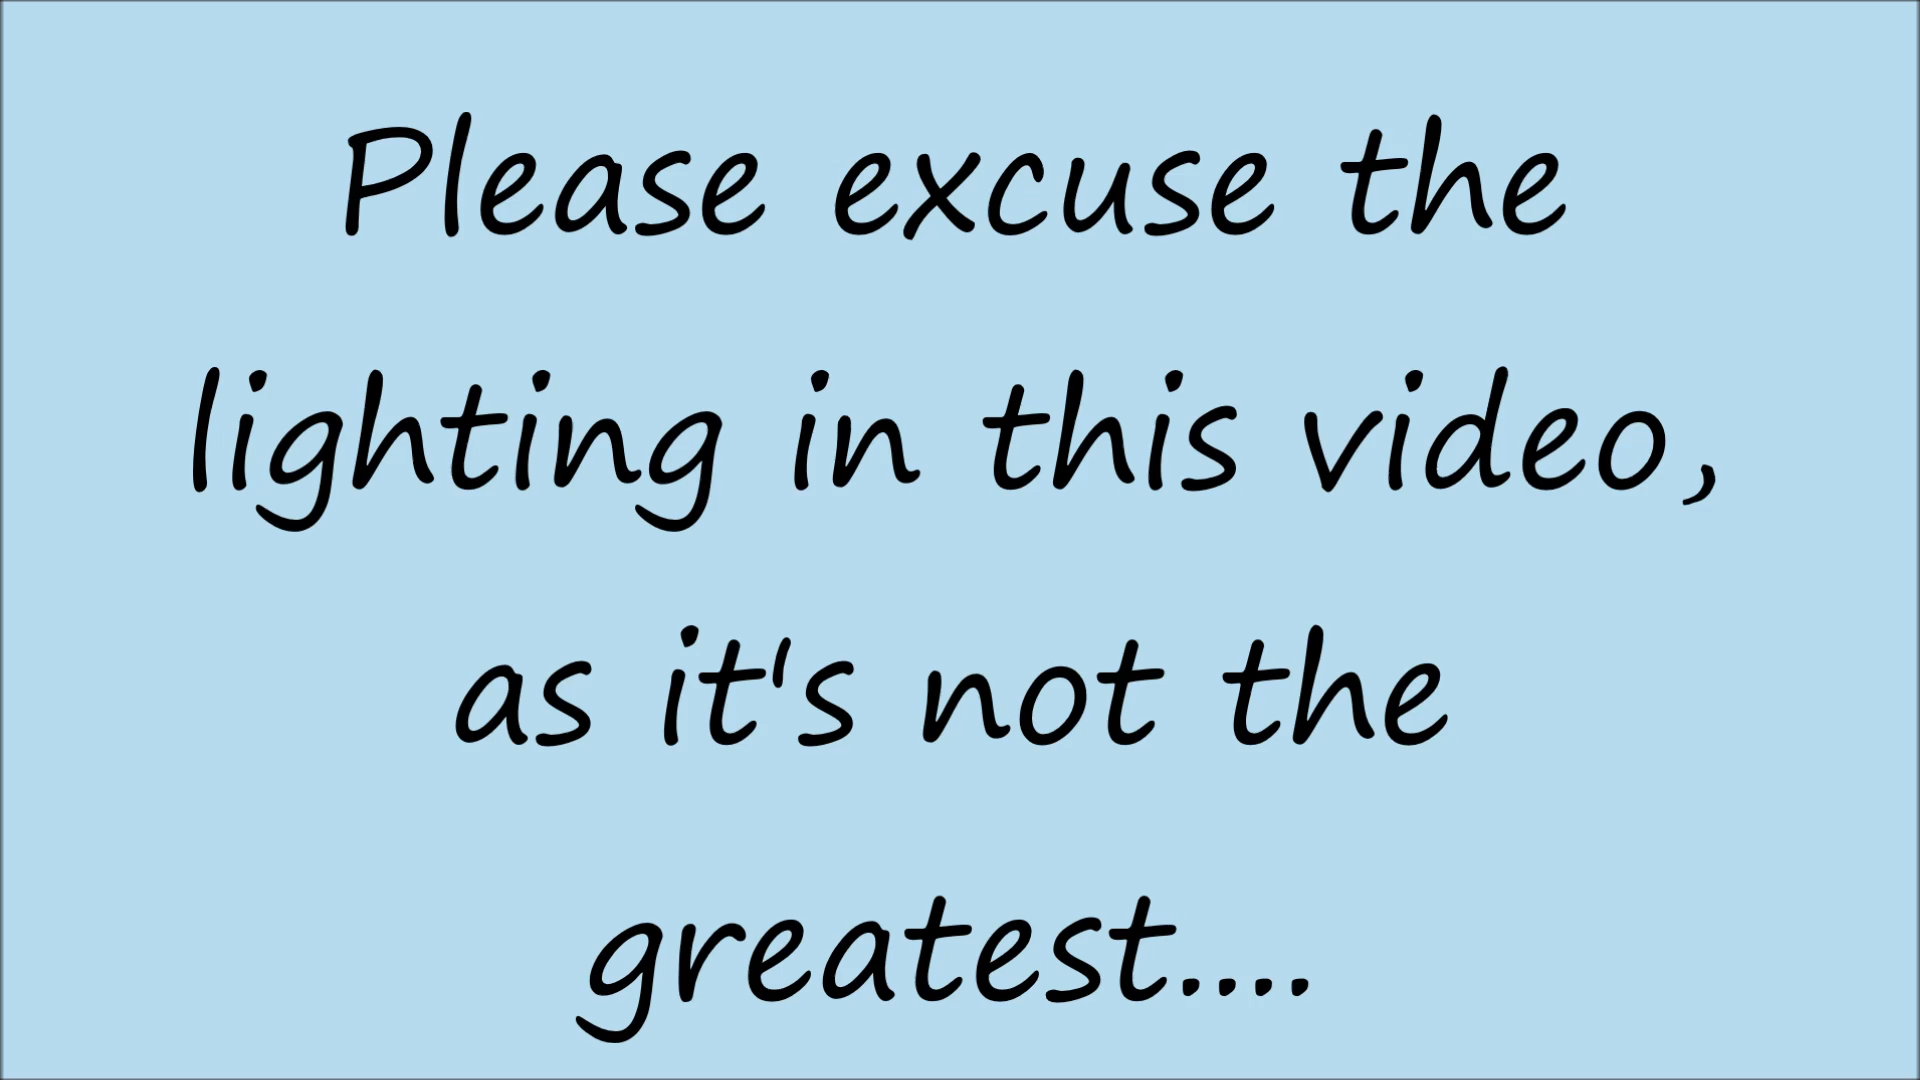 Please excuse the
lighting in this video,
as it's not the
greatest....